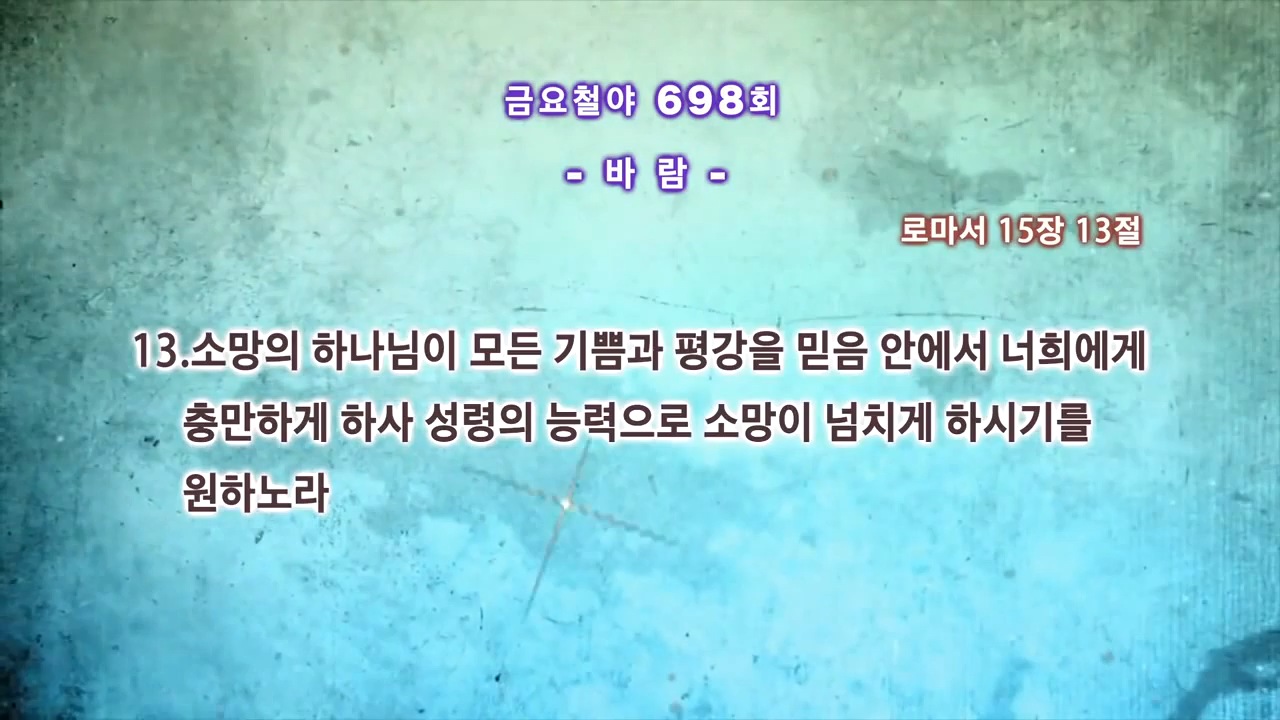 금요철야 698회
- 바 람 -
로마서 15장 13절
13.소망의 하나님이 모든 기쁨과 평강을 믿음 안에서 너희에게
충만하게 하사 성령의 능력으로 소망이 넘치게 하시기를
원하노라